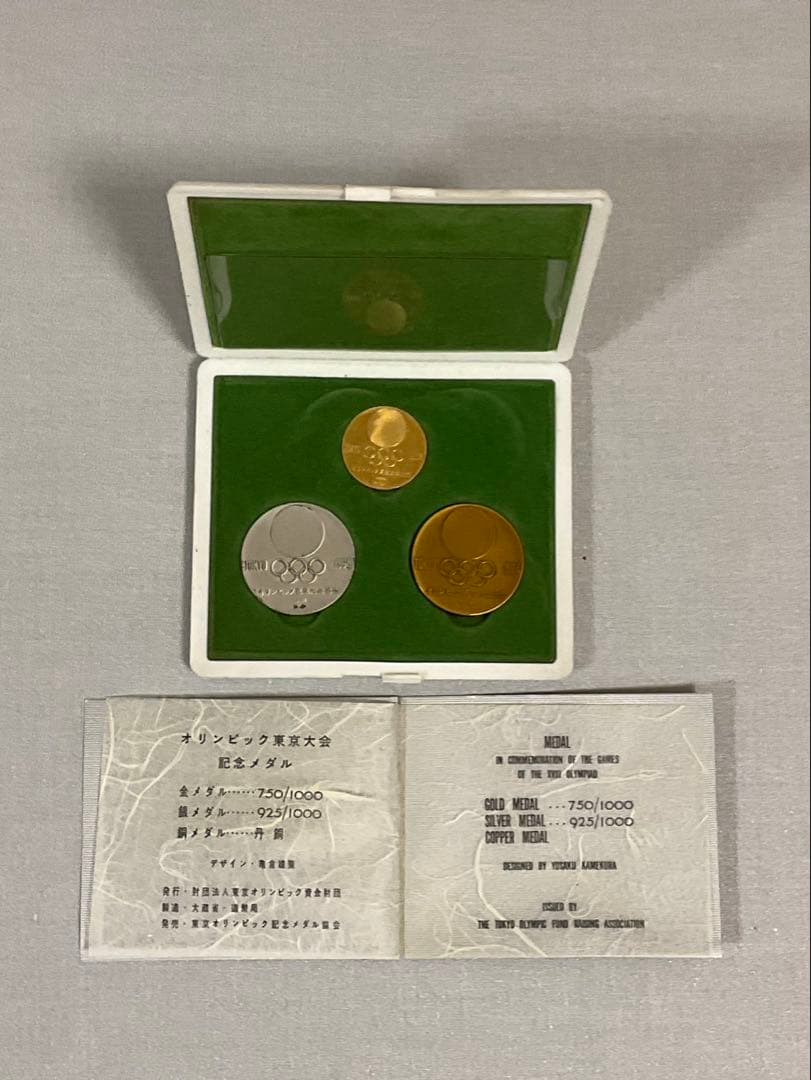 TOKYO
オリンピック東京大会
記念メダル
金メダル……750/1000
銀メダル……925/1000
銅メダル……丹銅
デザイン・亀倉雄策
発行・財団法人東京オリンピック資金財団
製造・大蔵省・造幣局
発売・東京オリンピック記念メダル協会
MEDAL
IN COMMEMORATION OF THE GAMES
OF THE XVIII OLYMPIAD
GOLD MEDAL ...750/1000
SILVER MEDAL ...925/1000
COPPER MEDAL
DESIGNED BY YUSAKU KAMEKURA
ISSUED BY
THE TOKYO OLYMPIC FUND RAISING ASSOCIATION